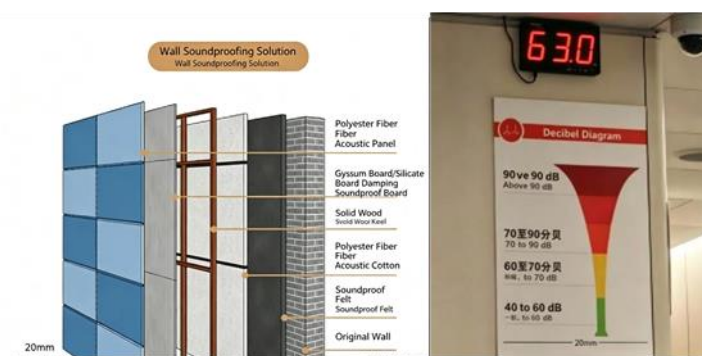 Wall Soundproofing Solution
Wall Soundproofing Solution
Polyester Fiber
Fiber
Acoustic Panel
Gyssum Board/Silicate
Board Damping
Soundproof Board
Solid Wood
Svoid Woor Keel
Polyester Fiber
Fiber
Acoustic Cotton
Soundproof
Felt
Soundproof Felt
Original Wall
20mm
63.0
Decibel Diagram
90ve 90 dB
Above 90 dB
70至90分贝
70 to 90 dB
60至70分贝
to 70 dB
40 to 60 dB
to 60 dB
20mm